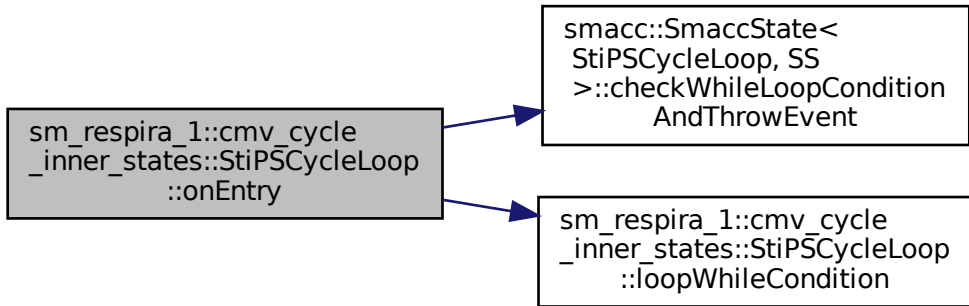 sm_respira_1::cmv_cycle
_inner_states::StiPSCycleLoop
::onEntry
smacc::SmaccState<
StiPSCycleLoop, SS
>::checkWhileLoopCondition
AndThrowEvent
sm_respira_1::cmv_cycle
_inner_states::StiPSCycleLoop
::loopWhileCondition